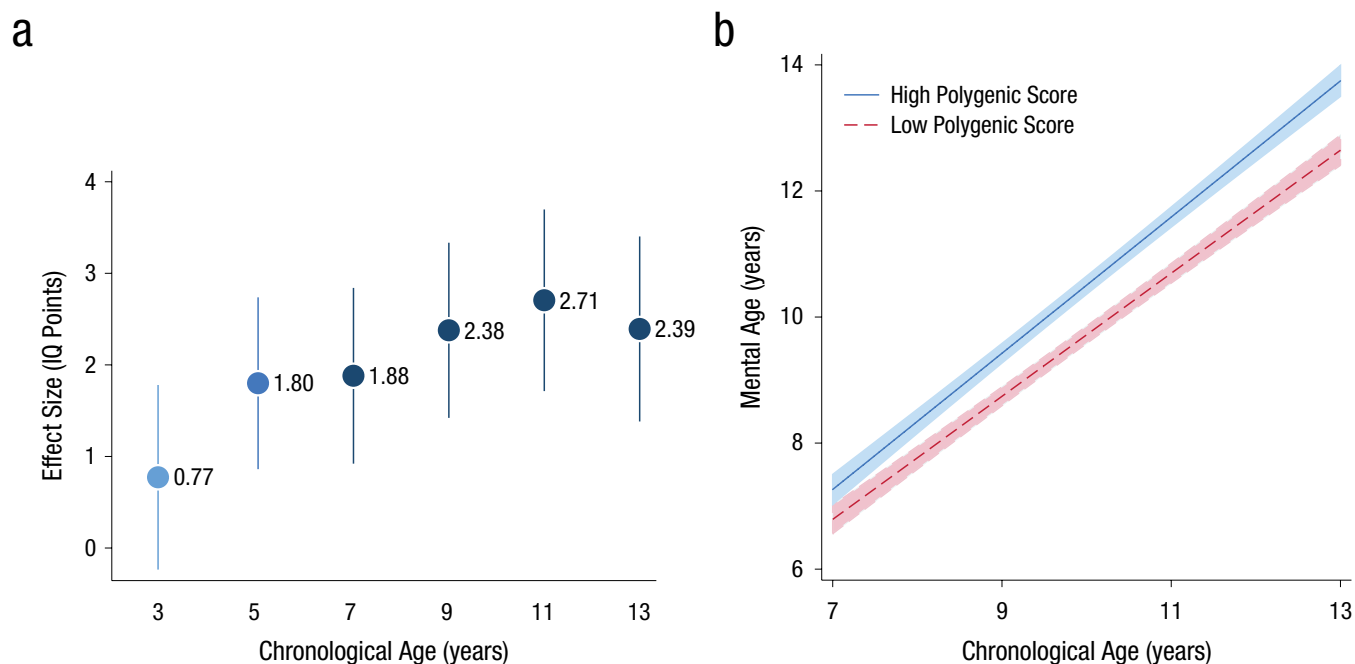 a
Effect Size (IQ Points)
4
3
2
1
0
0.77
1.80
1.88
2.38
2.71
2.39
3 5 7 9 11 13
Chronological Age (years)
b
Mental Age (years)
14
12
10
8
6
High Polygenic Score
Low Polygenic Score
7 9 11 13
Chronological Age (years)